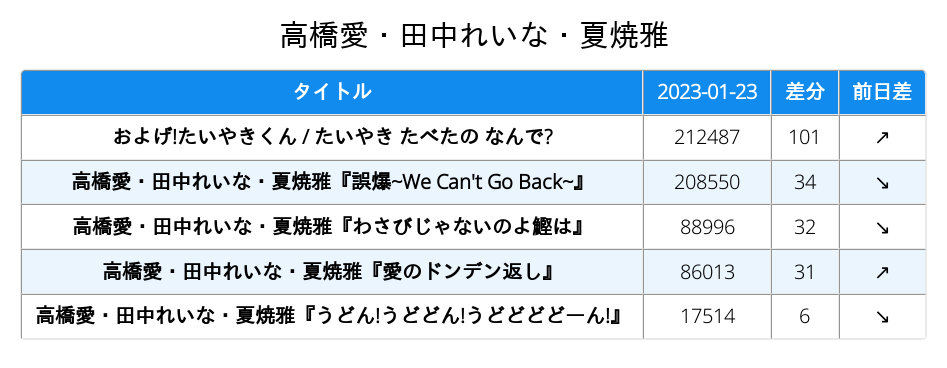 高橋愛・田中れいな・夏焼雅
タイトル 2023-01-23 差分 前日差
およげ!たいやきくん / たいやき たべたの なんで? 212487 101 ↗
高橋愛・田中れいな・夏焼雅『誤爆~We Can't Go Back~』 208550 34 ↘
高橋愛・田中れいな・夏焼雅『わさびじゃないのよ鰹は』 88996 32 ↘
高橋愛・田中れいな・夏焼雅『愛のドンデン返し』 86013 31 ↗
高橋愛・田中れいな・夏焼雅『うどん!うどどん!うどどどどーん!』 17514 6 ↘